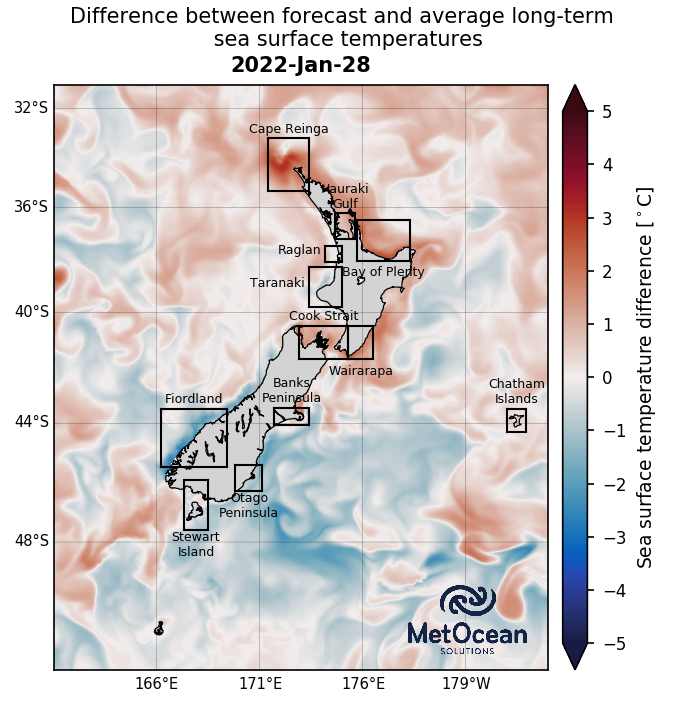 Difference between forecast and average long-term
sea surface temperatures
2022-Jan-28
32°S
36°S
40°S
44°S
48°S
Cape Reinga
Hauraki
Gulf
Raglan
Bay of Plenty
Taranaki
Cook Strait
Wairarapa
Banks
Peninsula
Fiordland
Chatham
Islands
Otago
Peninsula
Stewart
Island
MetOcean
SOLUTIONS
166°E
171°E
176°E
179°W
5
4
3
2
1
0
−1
−2
−3
−4
−5
Sea surface temperature difference [°C]